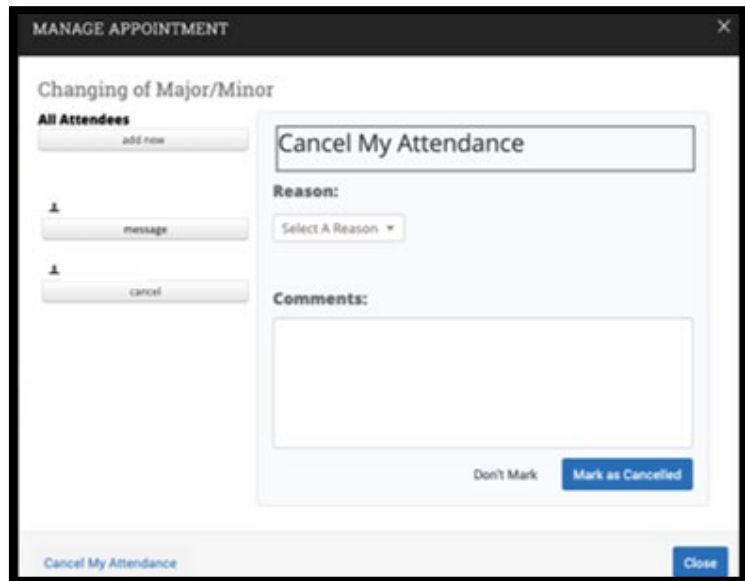 MANAGE APPOINTMENT ×
Changing of Major/Minor
All Attendees
add new
message
cancel
Cancel My Attendance
Reason:
Select A Reason
Comments:
Don't Mark Mark as Cancelled
Cancel My Attendance Close